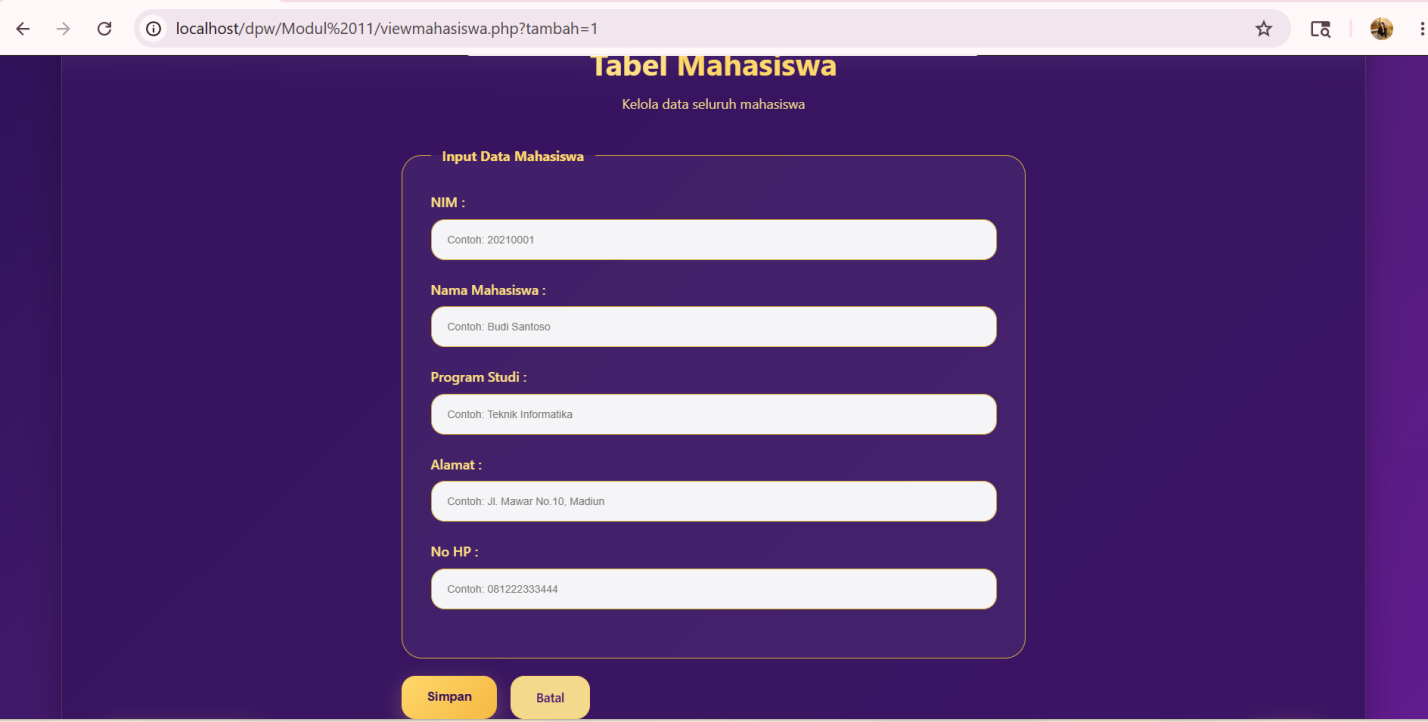 localhost/dpw/Modul%2011/viewmahasiswa.php?tambah=1
Tabel Mahasiswa
Kelola data seluruh mahasiswa
Input Data Mahasiswa
NIM :
Contoh: 20210001
Nama Mahasiswa :
Contoh: Budi Santoso
Program Studi :
Contoh: Teknik Informatika
Alamat :
Contoh: Jl. Mawar No.10, Madiun
No HP :
Contoh: 081222333444
Simpan
Batal